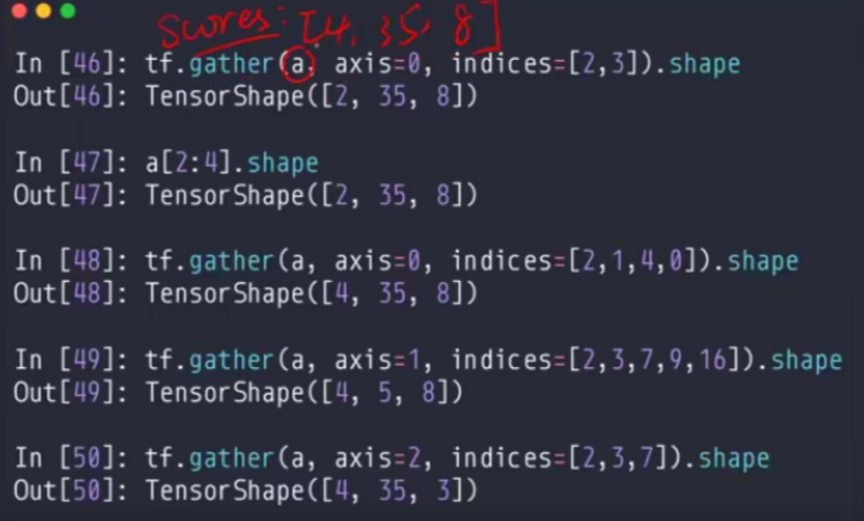 Scores: [4, 35, 8]
In [46]: tf.gather(a, axis=0, indices=[2,3]).shape
Out[46]: TensorShape([2, 35, 8])
In [47]: a[2:4].shape
Out[47]: TensorShape([2, 35, 8])
In [48]: tf.gather(a, axis=0, indices=[2,1,4,0]).shape
Out[48]: TensorShape([4, 35, 8])
In [49]: tf.gather(a, axis=1, indices=[2,3,7,9,16]).shape
Out[49]: TensorShape([4, 5, 8])
In [50]: tf.gather(a, axis=2, indices=[2,3,7]).shape
Out[50]: TensorShape([4, 35, 3])